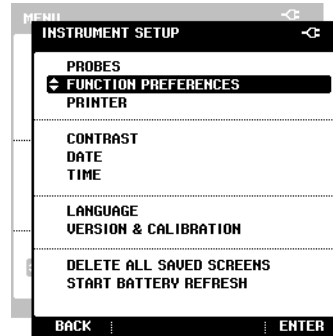 MENU
INSTRUMENT SETUP
PROBES
FUNCTION PREFERENCES
PRINTER
CONTRAST
DATE
TIME
LANGUAGE
VERSION & CALIBRATION
DELETE ALL SAVED SCREENS
START BATTERY REFRESH
BACK
ENTER